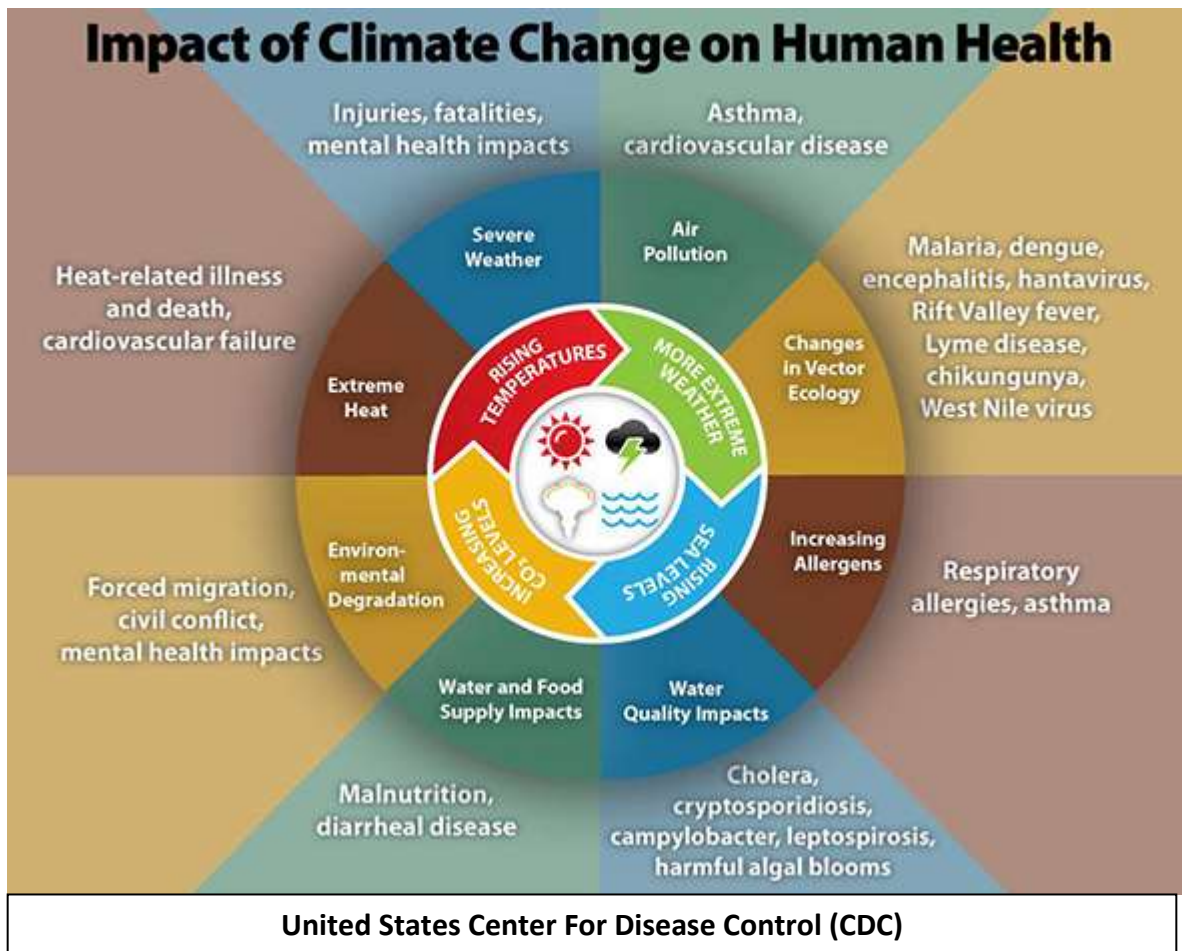 Impact of Climate Change on Human Health
Injuries, fatalities,
mental health impacts
Asthma,
cardiovascular disease
Severe
Weather
Air
Pollution
Heat-related illness
and death,
cardiovascular failure
Extreme
Heat
Malaria, dengue,
encephalitis, hantavirus,
Rift Valley fever,
Lyme disease,
chikungunya,
West Nile virus
Changes
in Vector
Ecology
RISING
TEMPERATURES
MORE EXTREME
WEATHER
INCREASING
CO₂ LEVELS
RISING
SEA LEVELS
Environ-
mental
Degradation
Forced migration,
civil conflict,
mental health impacts
Increasing
Allergens
Respiratory
allergies, asthma
Water and Food
Supply Impacts
Water
Quality Impacts
Malnutrition,
diarrheal disease
Cholera,
cryptosporidiosis,
campylobacter, leptospirosis,
harmful algal blooms
United States Center For Disease Control (CDC)